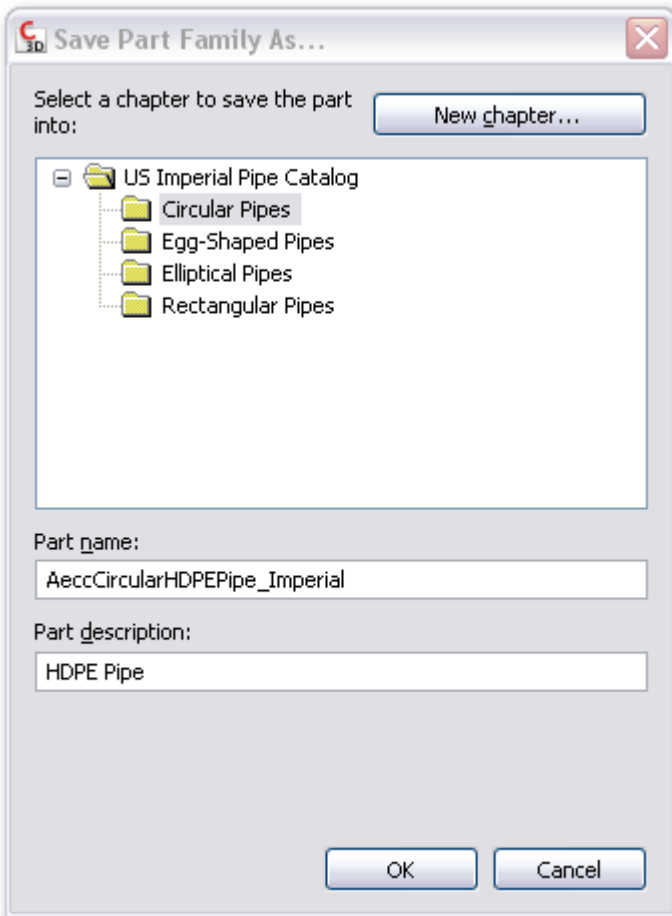 C3D Save Part Family As...
Select a chapter to save the part
into:
New chapter...
US Imperial Pipe Catalog
Circular Pipes
Egg-Shaped Pipes
Elliptical Pipes
Rectangular Pipes
Part name:
AeccCircularHDPEPipe_Imperial
Part description:
HDPE Pipe
OK
Cancel